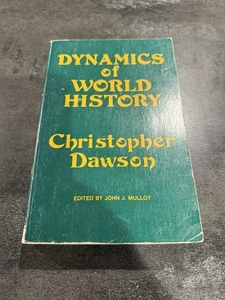 DYNAMICS
of
WORLD
HISTORY
Christopher
Dawson
EDITED BY JOHN J. MULLOY